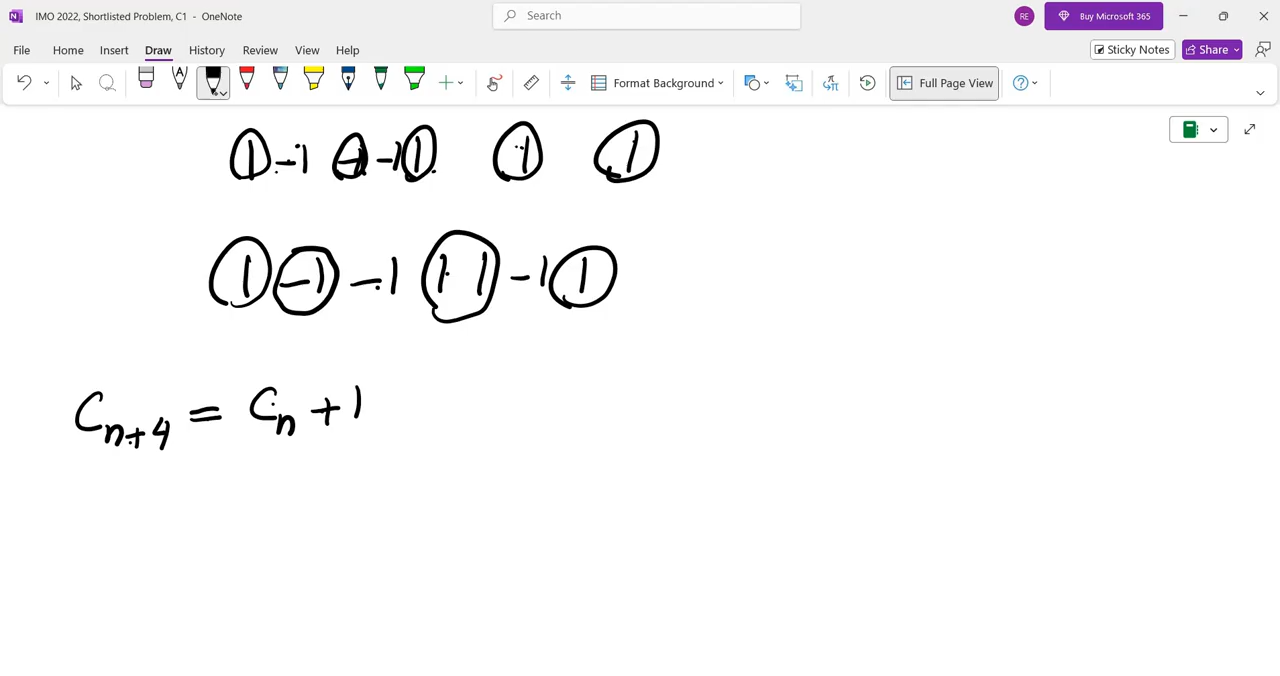 IMO 2022, Shortlisted Problem, C1 - OneNote
Search
RE
Buy Microsoft 365
File Home Insert Draw History Review View Help
Sticky Notes
Share
A
Format Background
Full Page View
1 -1 -1 -1 1 1 1
1 -1 -1 1 1 -1 1
C_{n+4} = C_n + 1